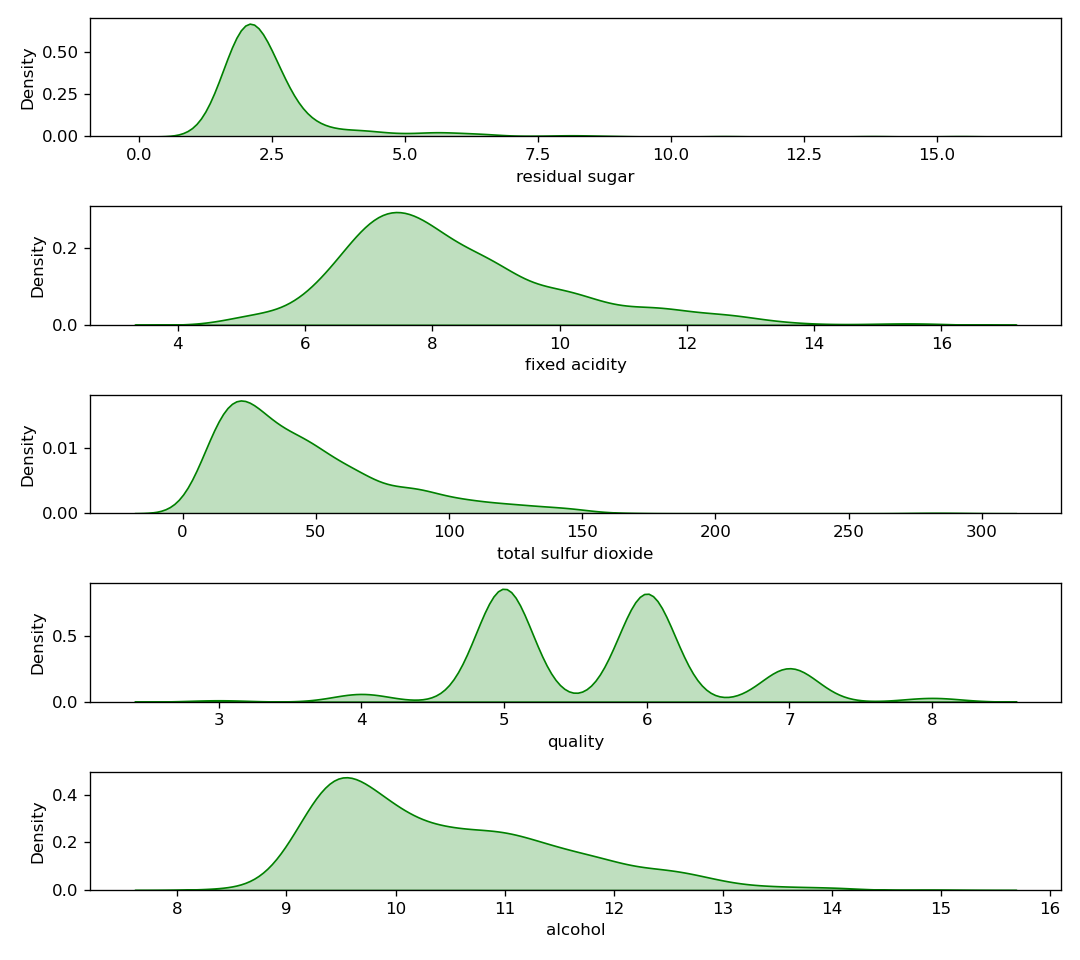 Density
0.50
0.25
0.00
0.0 2.5 5.0 7.5 10.0 12.5 15.0
residual sugar
Density
0.2
0.0
4 6 8 10 12 14 16
fixed acidity
Density
0.01
0.00
0 50 100 150 200 250 300
total sulfur dioxide
Density
0.5
0.0
3 4 5 6 7 8
quality
Density
0.4
0.2
0.0
8 9 10 11 12 13 14 15 16
alcohol